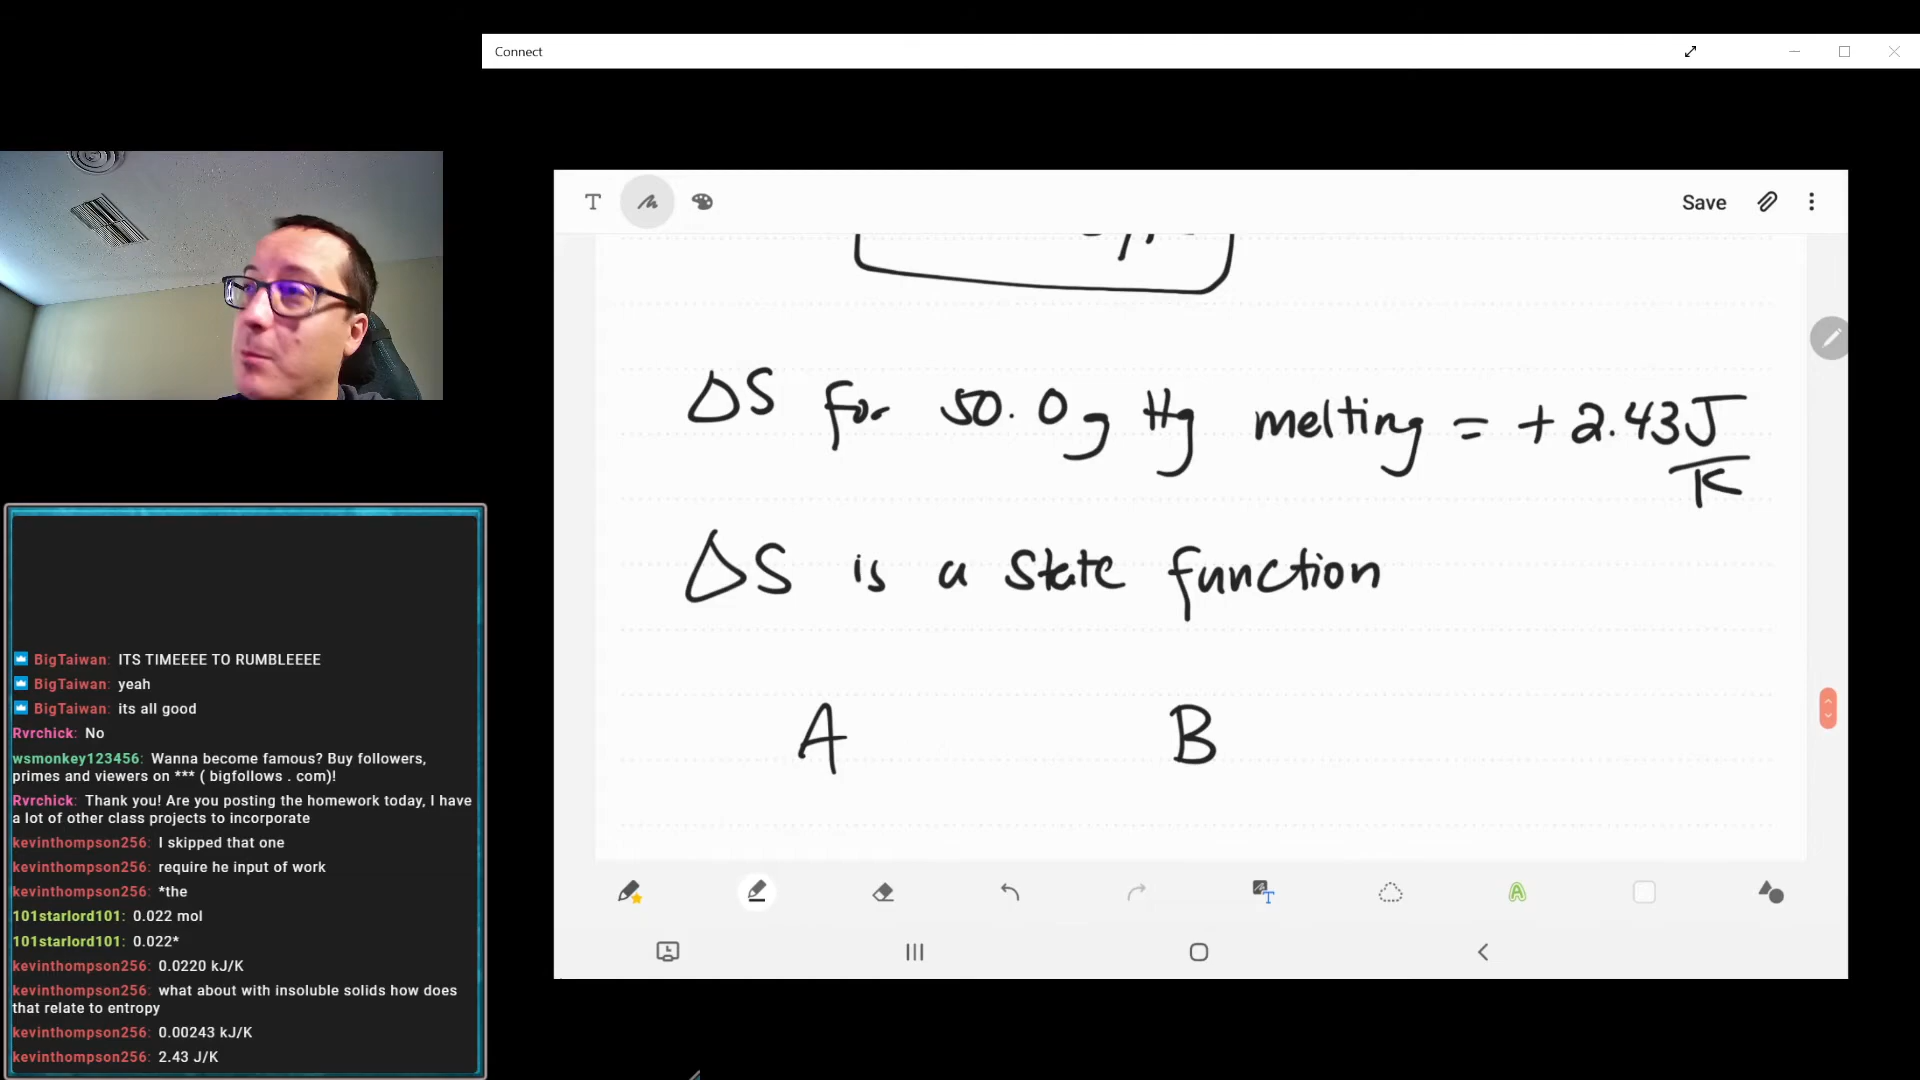 Connect
T
Save
ΔS for 50.0g Hg melting = + 2.43 J/K
ΔS is a state function
A B
BigTaiwan: ITS TIMEEEE TO RUMBLEEEE
BigTaiwan: yeah
BigTaiwan: its all good
Rvrchick: No
wsmonkey123456: Wanna become famous? Buy followers,
primes and viewers on *** ( bigfollows . com)!
Rvrchick: Thank you! Are you posting the homework today, I have
a lot of other class projects to incorporate
kevinthompson256: I skipped that one
kevinthompson256: require he input of work
kevinthompson256: *the
101starlord101: 0.022 mol
101starlord101: 0.022*
kevinthompson256: 0.0220 kJ/K
kevinthompson256: what about with insoluble solids how does
that relate to entropy
kevinthompson256: 0.00243 kJ/K
kevinthompson256: 2.43 J/K